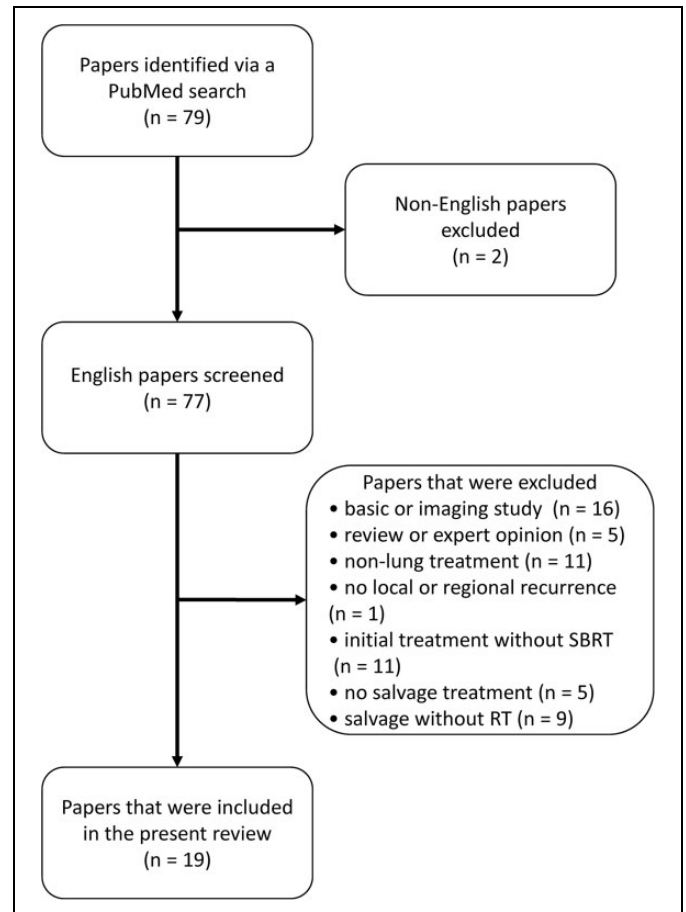 Papers identified via a
PubMed search
(n = 79)
Non-English papers
excluded
(n = 2)
English papers screened
(n = 77)
Papers that were excluded
• basic or imaging study (n = 16)
• review or expert opinion (n = 5)
• non-lung treatment (n = 11)
• no local or regional recurrence
(n = 1)
• initial treatment without SBRT
(n = 11)
• no salvage treatment (n = 5)
• salvage without RT (n = 9)
Papers that were included
in the present review
(n = 19)